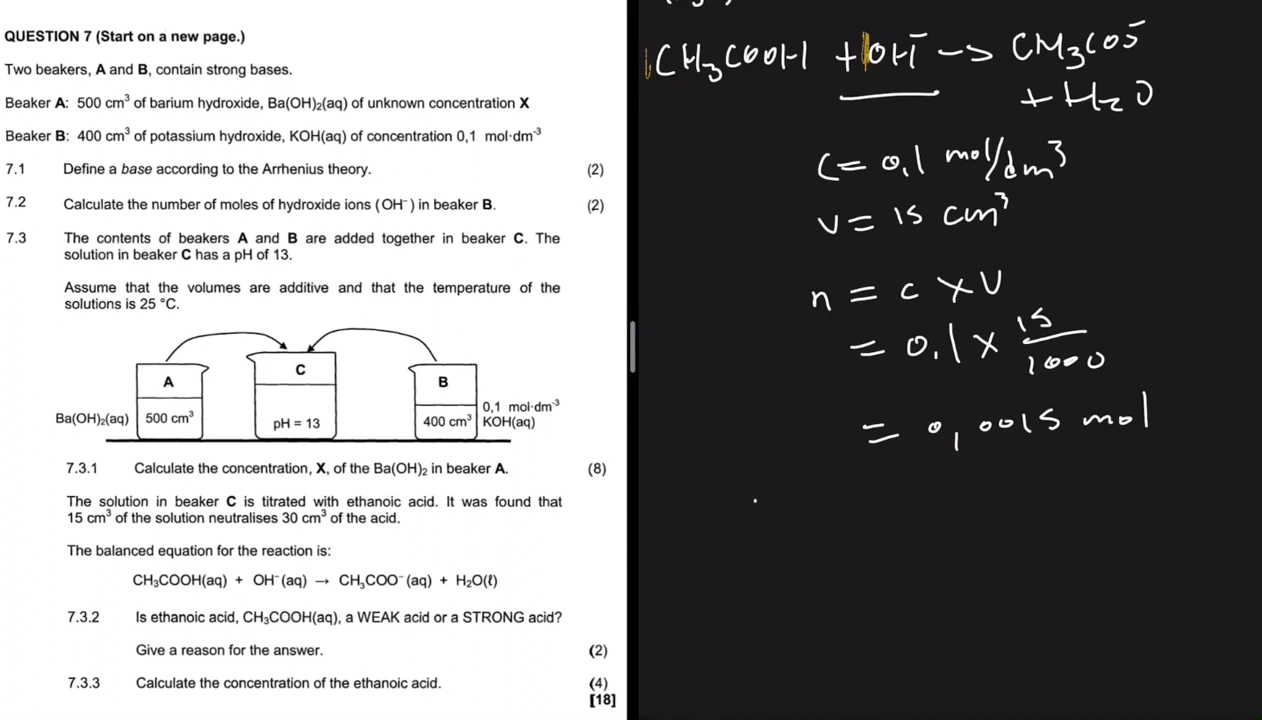 QUESTION 7 (Start on a new page.)
Two beakers, A and B, contain strong bases.
Beaker A: 500 cm³ of barium hydroxide, Ba(OH)₂(aq) of unknown concentration X
Beaker B: 400 cm³ of potassium hydroxide, KOH(aq) of concentration 0,1 mol·dm⁻³
7.1 Define a base according to the Arrhenius theory. (2)
7.2 Calculate the number of moles of hydroxide ions (OH⁻) in beaker B. (2)
7.3 The contents of beakers A and B are added together in beaker C. The
solution in beaker C has a pH of 13.
Assume that the volumes are additive and that the temperature of the
solutions is 25 °C.
A
C
B
Ba(OH)₂(aq)
500 cm³
pH = 13
400 cm³
0,1 mol·dm⁻³
KOH(aq)
7.3.1 Calculate the concentration, X, of the Ba(OH)₂ in beaker A. (8)
The solution in beaker C is titrated with ethanoic acid. It was found that
15 cm³ of the solution neutralises 30 cm³ of the acid.
The balanced equation for the reaction is:
CH₃COOH(aq) + OH⁻(aq) → CH₃COO⁻(aq) + H₂O(ℓ)
7.3.2 Is ethanoic acid, CH₃COOH(aq), a WEAK acid or a STRONG acid?
Give a reason for the answer. (2)
7.3.3 Calculate the concentration of the ethanoic acid. (4)
[18]
1CH₃COOH + 1OH⁻ → CH₃COO⁻
+ H₂O
C = 0,1 mol/dm³
V = 15 cm³
n = c × V
= 0,1 × 15/1000
= 0,0015 mol